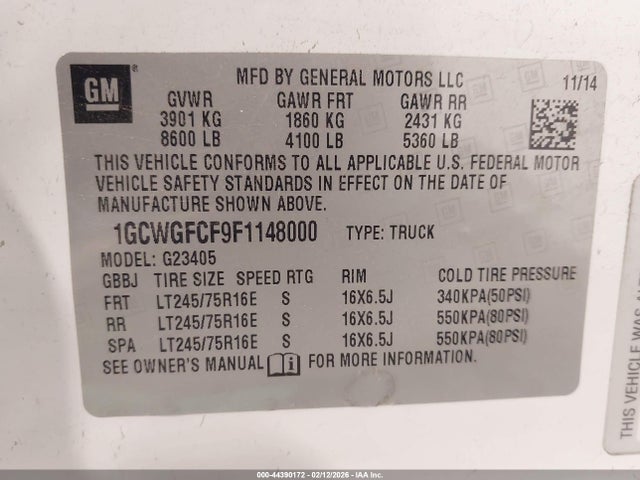 GM
MFD BY GENERAL MOTORS LLC 11/14
GVWR GAWR FRT GAWR RR
3901 KG 1860 KG 2431 KG
8600 LB 4100 LB 5360 LB
THIS VEHICLE CONFORMS TO ALL APPLICABLE U.S. FEDERAL MOTOR
VEHICLE SAFETY STANDARDS IN EFFECT ON THE DATE OF
MANUFACTURE SHOWN ABOVE.
1GCWGFCF9F1148000 TYPE: TRUCK
MODEL: G23405
GBBJ TIRE SIZE SPEED RTG RIM COLD TIRE PRESSURE
FRT LT245/75R16E S 16X6.5J 340KPA(50PSI)
RR LT245/75R16E S 16X6.5J 550KPA(80PSI)
SPA LT245/75R16E S 16X6.5J 550KPA(80PSI)
SEE OWNER'S MANUAL FOR MORE INFORMATION.
THIS VEHICLE WAS
000-44390172 - 02/12/2026 - IAA Inc.